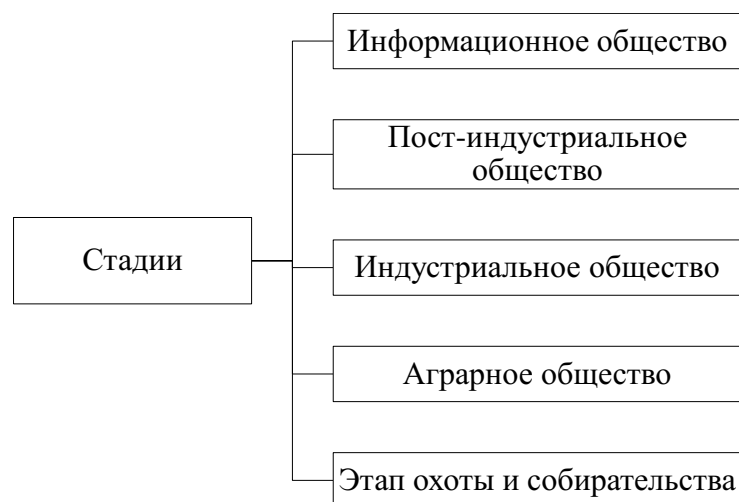 Информационное общество
Пост-индустриальное
общество
Стадии
Индустриальное общество
Аграрное общество
Этап охоты и собирательства